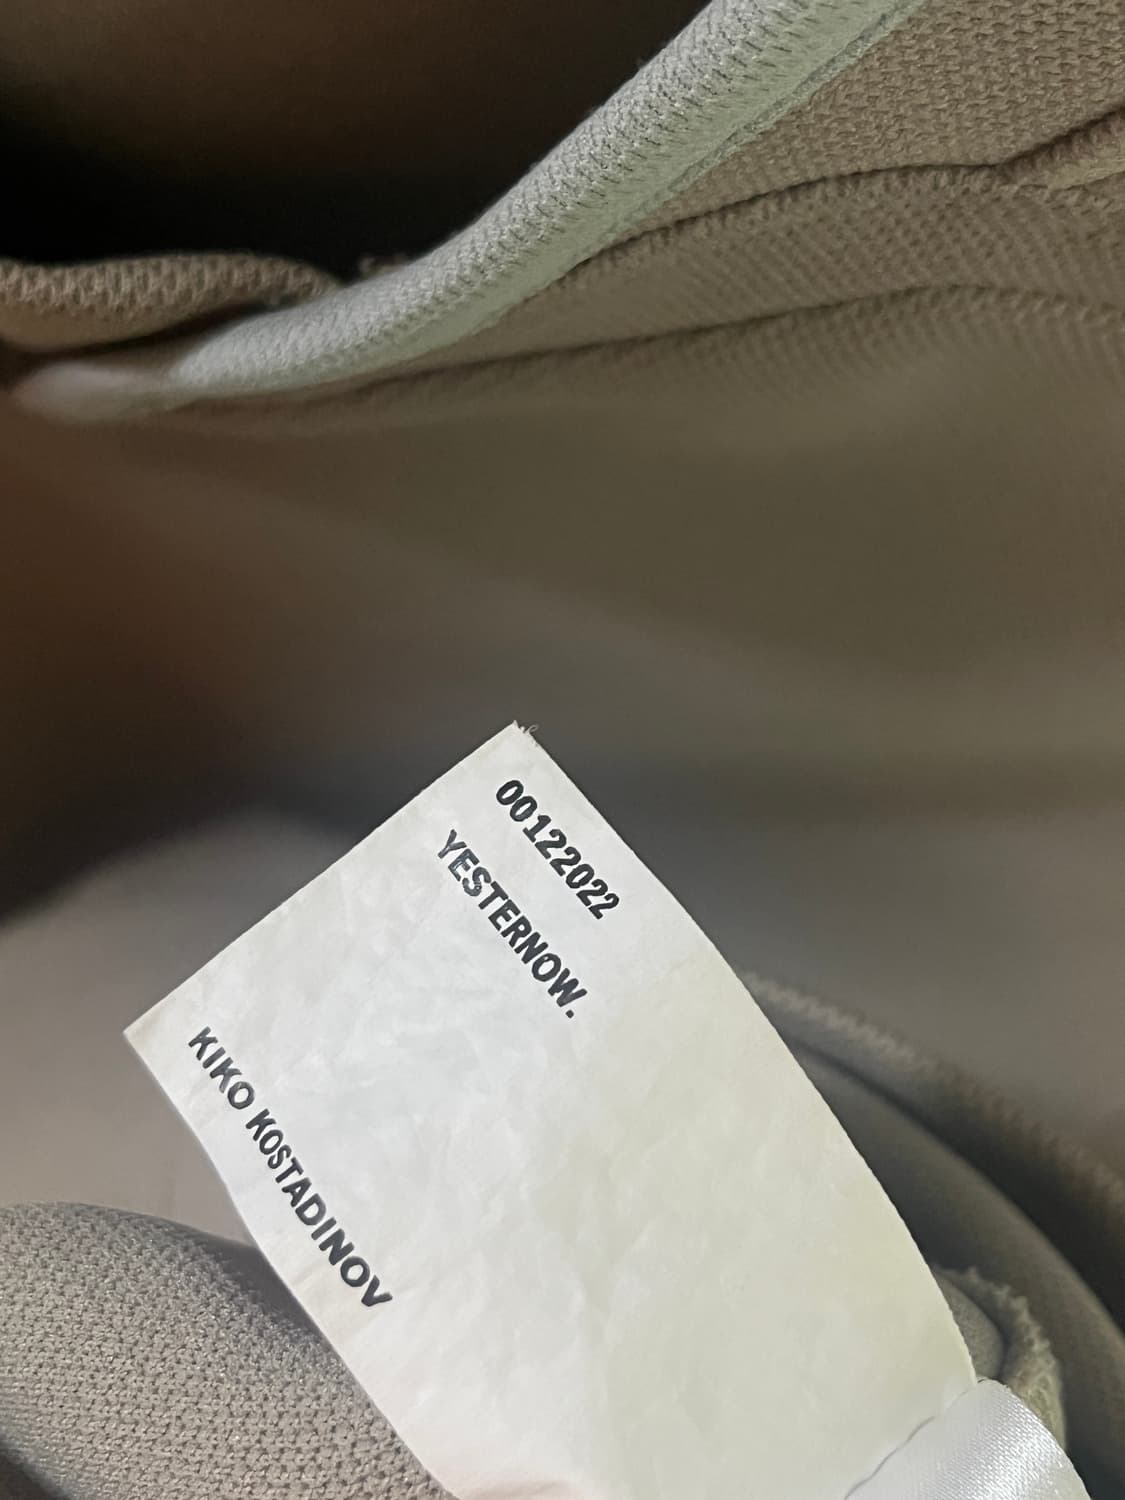 00122022
YESTERNOW.
KIKO KOSTADINOV